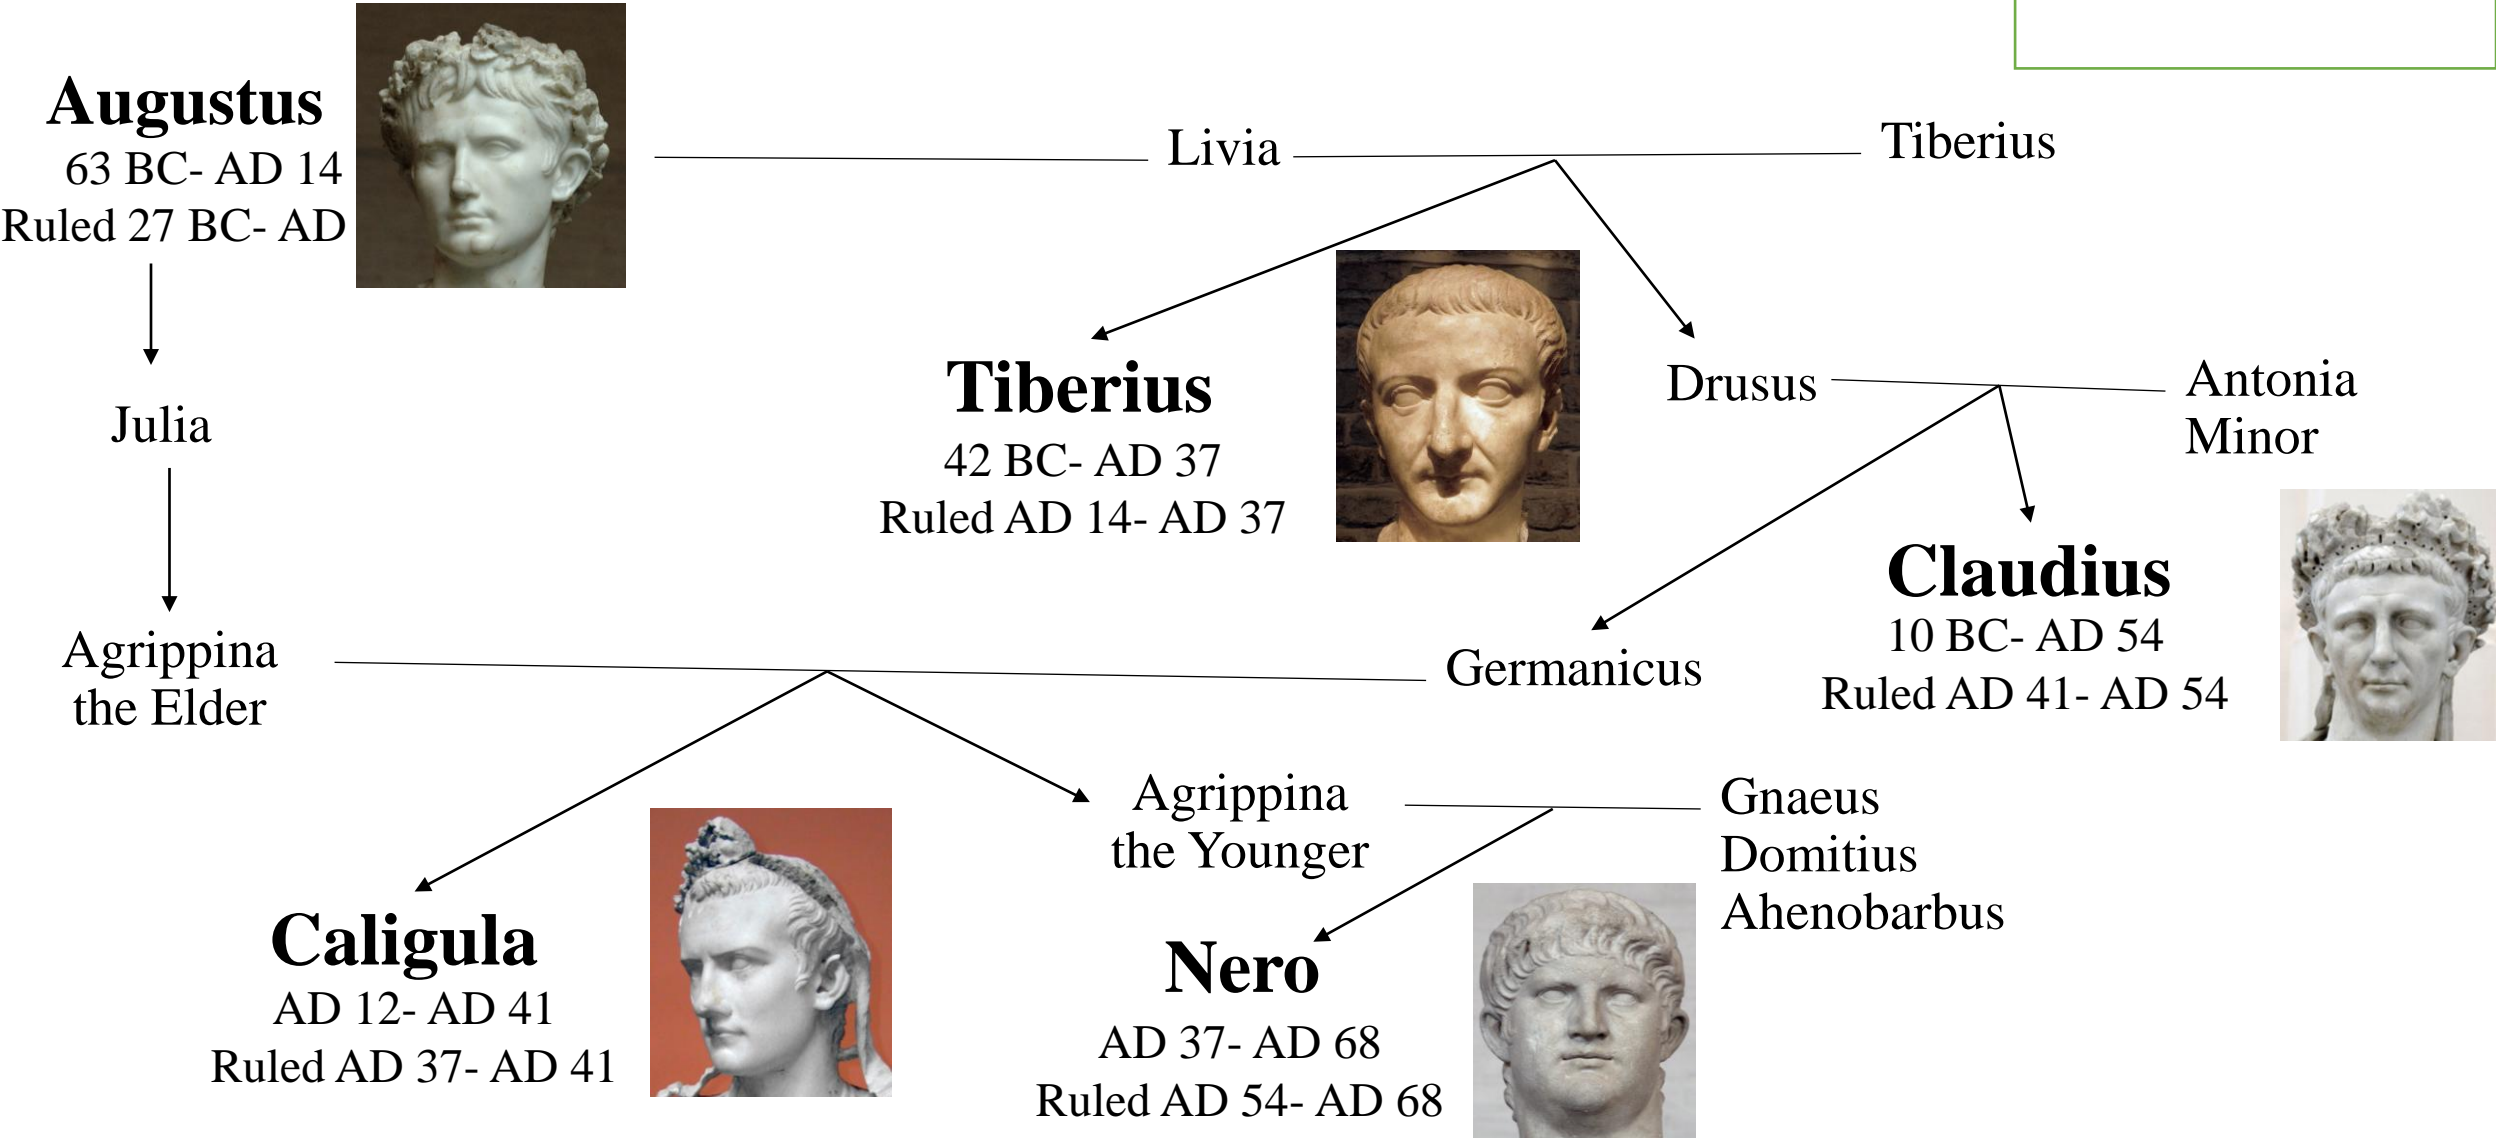 Augustus
63 BC- AD 14
Ruled 27 BC- AD
Livia
Tiberius
Julia
Tiberius
42 BC- AD 37
Ruled AD 14- AD 37
Drusus
Antonia
Minor
Claudius
10 BC- AD 54
Ruled AD 41- AD 54
Agrippina
the Elder
Germanicus
Agrippina
the Younger
Gnaeus
Domitius
Ahenobarbus
Caligula
AD 12- AD 41
Ruled AD 37- AD 41
Nero
AD 37- AD 68
Ruled AD 54- AD 68